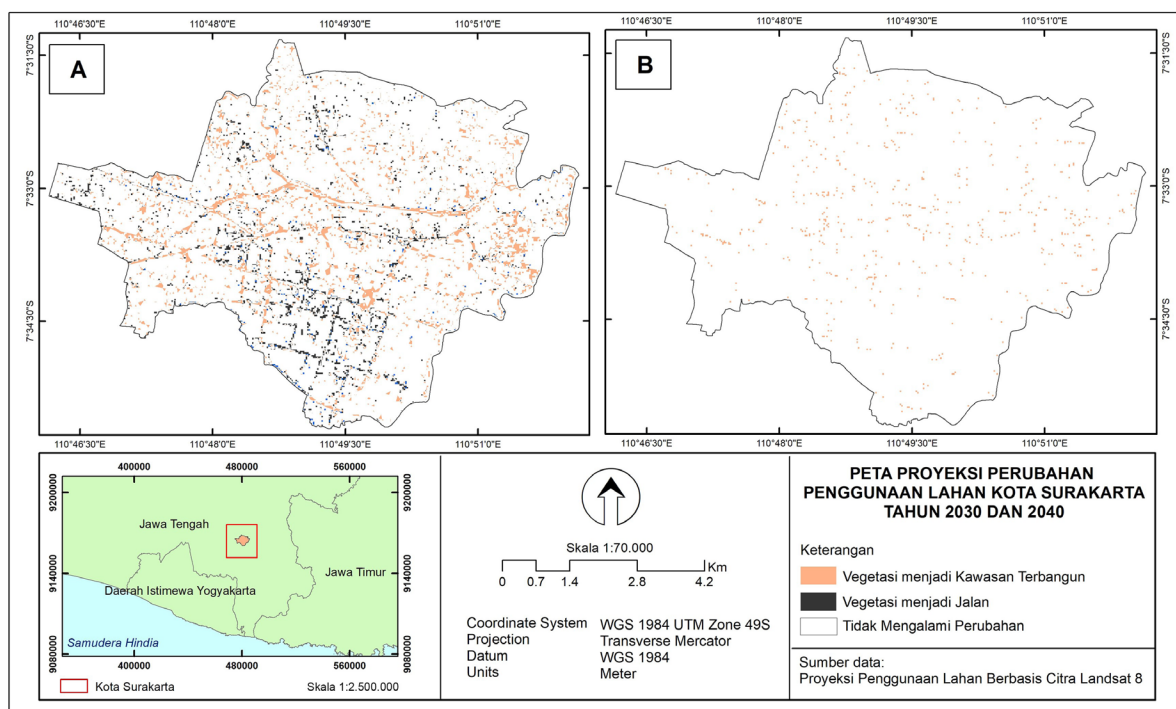 110°46'30"E 110°48'0"E 110°49'30"E 110°51'0"E
110°46'30"E 110°48'0"E 110°49'30"E 110°51'0"E
7°31'30"S
7°33'0"S
7°34'30"S
A
B
7°31'30"S
7°33'0"S
7°34'30"S
110°46'30"E 110°48'0"E 110°49'30"E 110°51'0"E
110°46'30"E 110°48'0"E 110°49'30"E 110°51'0"E
400000 480000 560000
9200000
9140000
9080000
Jawa Tengah
Jawa Timur
Daerah Istimewa Yogyakarta
Samudera Hindia
9200000
9140000
9080000
400000 480000 560000
Kota Surakarta
Skala 1:2.500.000
Skala 1:70.000
Km
0 0.7 1.4 2.8 4.2
Coordinate System WGS 1984 UTM Zone 49S
Projection Transverse Mercator
Datum WGS 1984
Units Meter
PETA PROYEKSI PERUBAHAN
PENGGUNAAN LAHAN KOTA SURAKARTA
TAHUN 2030 DAN 2040
Keterangan
Vegetasi menjadi Kawasan Terbangun
Vegetasi menjadi Jalan
Tidak Mengalami Perubahan
Sumber data:
Proyeksi Penggunaan Lahan Berbasis Citra Landsat 8